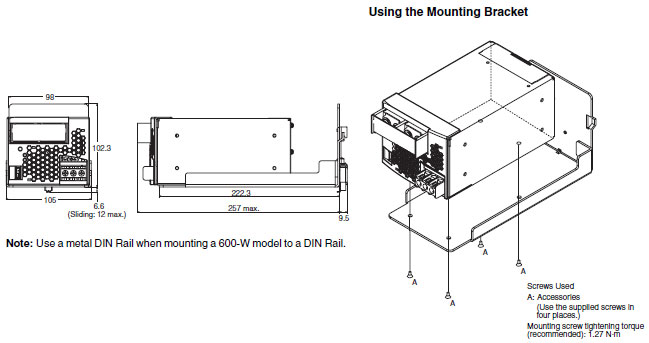 Using the Mounting Bracket
98
102.3
105
6.6
(Sliding: 12 max.)
222.3
257 max.
9.5
Note: Use a metal DIN Rail when mounting a 600-W model to a DIN Rail.
A
A
A
A
Screws Used
A: Accessories
(Use the supplied screws in
four places.)
Mounting screw tightening torque
(recommended): 1.27 N·m